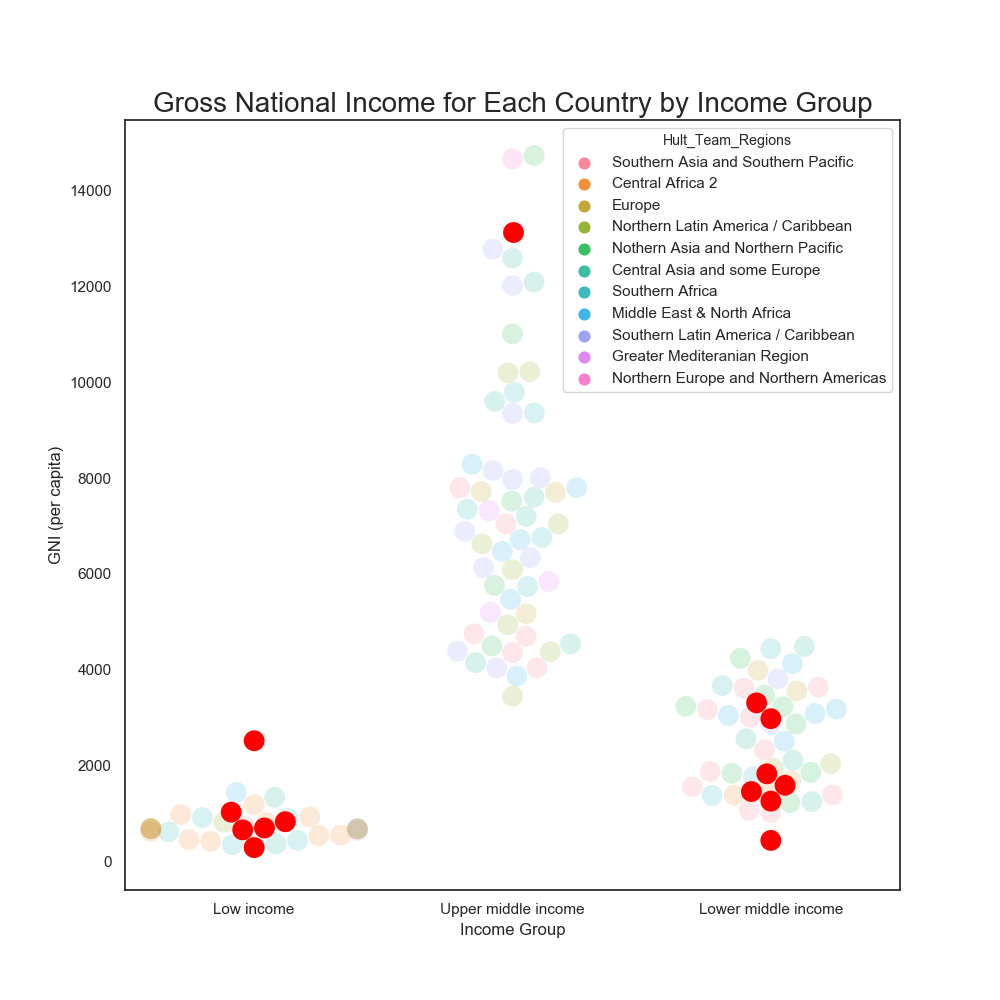 Gross National Income for Each Country by Income Group
Hult_Team_Regions
Southern Asia and Southern Pacific
Central Africa 2
Europe
Northern Latin America / Caribbean
Nothern Asia and Northern Pacific
Central Asia and some Europe
Southern Africa
Middle East & North Africa
Southern Latin America / Caribbean
Greater Mediteranian Region
Northern Europe and Northern Americas
GNI (per capita)
14000
12000
10000
8000
6000
4000
2000
0
Low income
Upper middle income
Lower middle income
Income Group